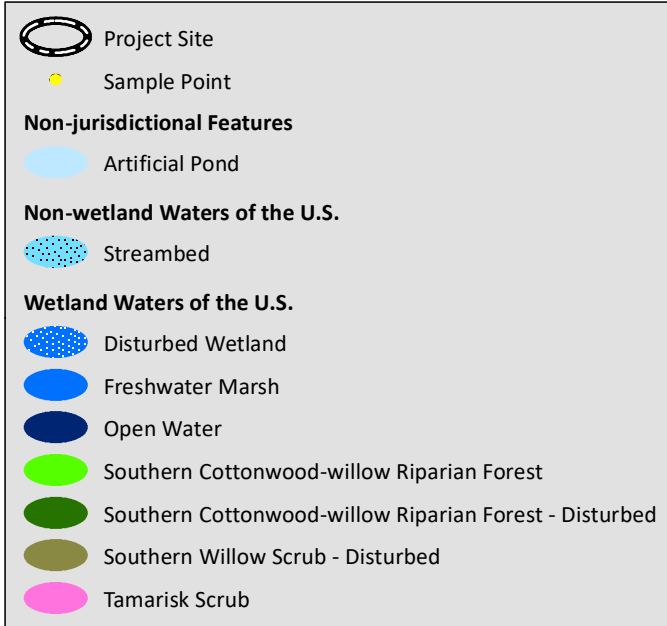 Project Site
Sample Point
Non-jurisdictional Features
Artificial Pond
Non-wetland Waters of the U.S.
Streambed
Wetland Waters of the U.S.
Disturbed Wetland
Freshwater Marsh
Open Water
Southern Cottonwood-willow Riparian Forest
Southern Cottonwood-willow Riparian Forest - Disturbed
Southern Willow Scrub - Disturbed
Tamarisk Scrub